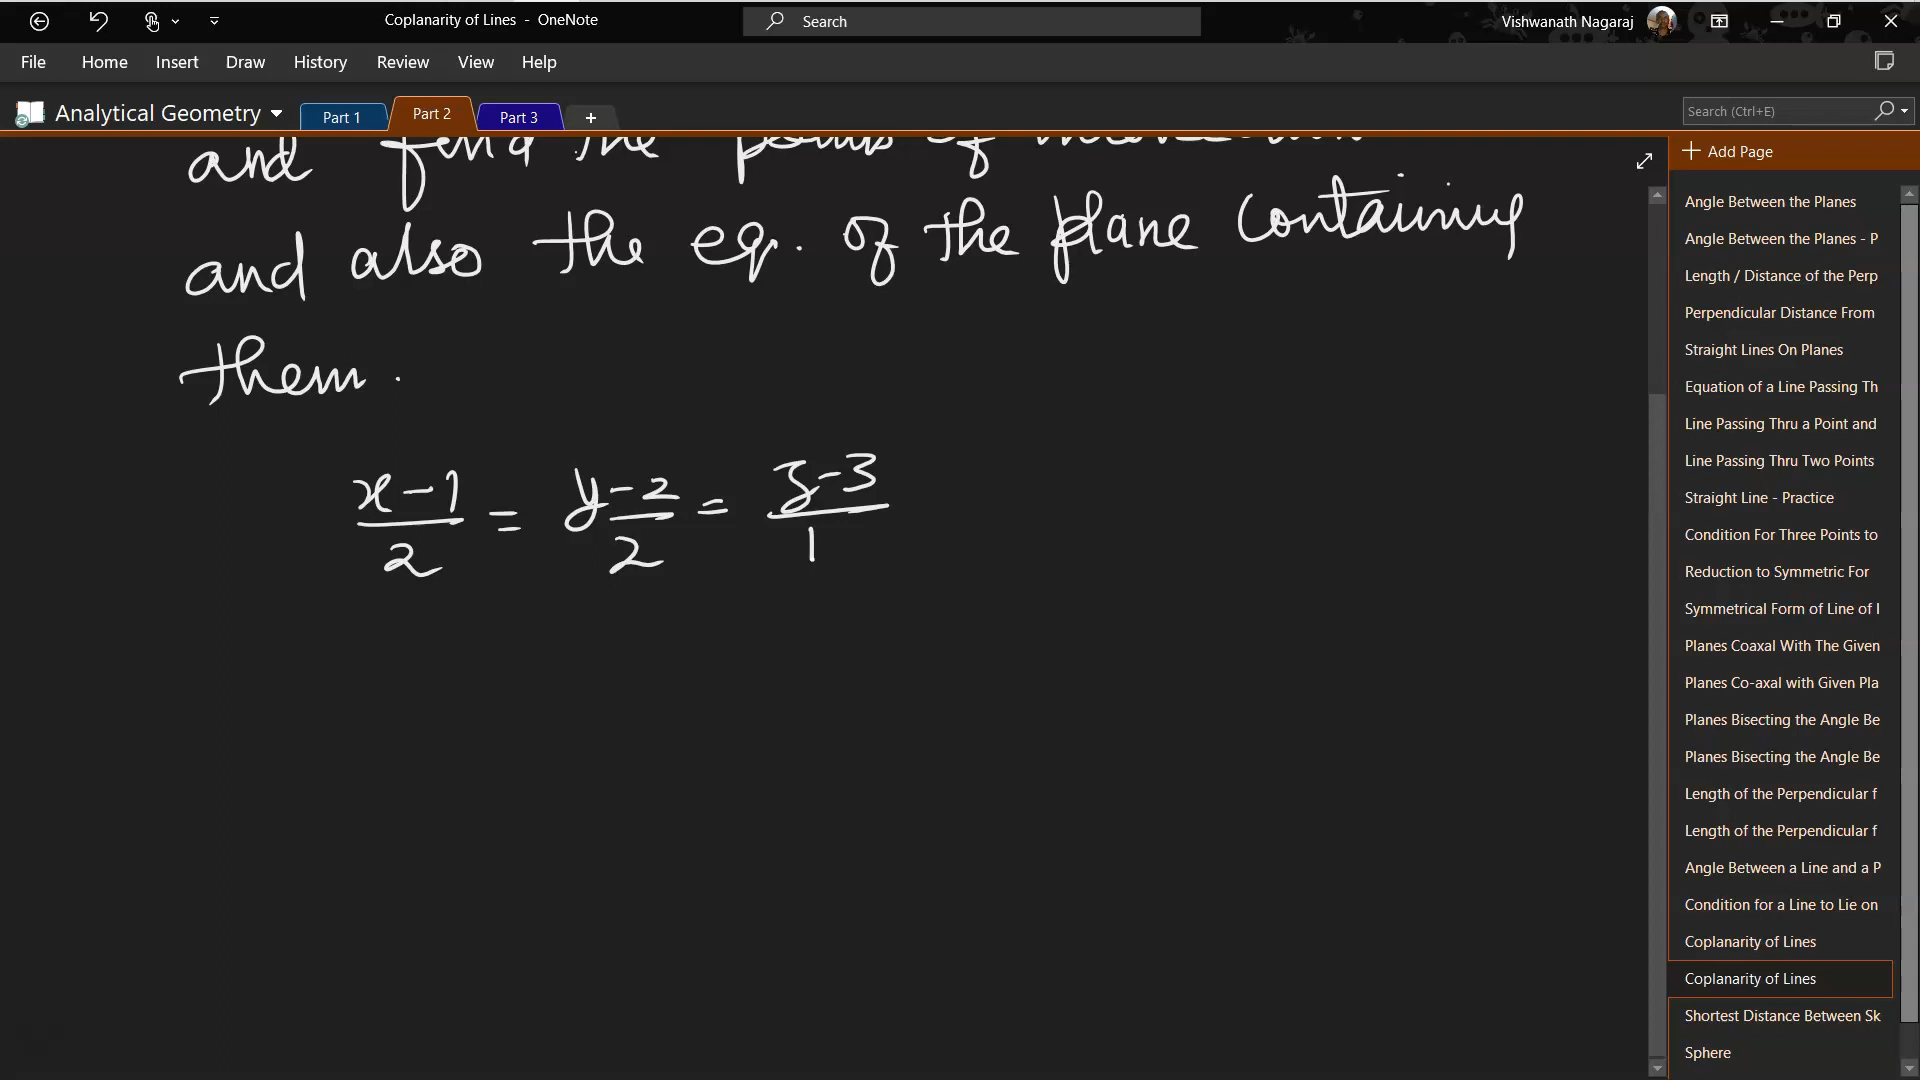 Coplanarity of Lines - OneNote
Search
Vishwanath Nagaraj
File Home Insert Draw History Review View Help
Analytical Geometry
Part 1 Part 2 Part 3 +
Search (Ctrl+E)
and find the points of intersection
and also the eq. of the plane containing
them.
x-1/2 = y-2/2 = z-3/1
Add Page
Angle Between the Planes
Angle Between the Planes - P
Length / Distance of the Perp
Perpendicular Distance From
Straight Lines On Planes
Equation of a Line Passing Th
Line Passing Thru a Point and
Line Passing Thru Two Points
Straight Line - Practice
Condition For Three Points to
Reduction to Symmetric For
Symmetrical Form of Line of I
Planes Coaxal With The Given
Planes Co-axal with Given Pla
Planes Bisecting the Angle Be
Planes Bisecting the Angle Be
Length of the Perpendicular f
Length of the Perpendicular f
Angle Between a Line and a P
Condition for a Line to Lie on
Coplanarity of Lines
Coplanarity of Lines
Shortest Distance Between Sk
Sphere